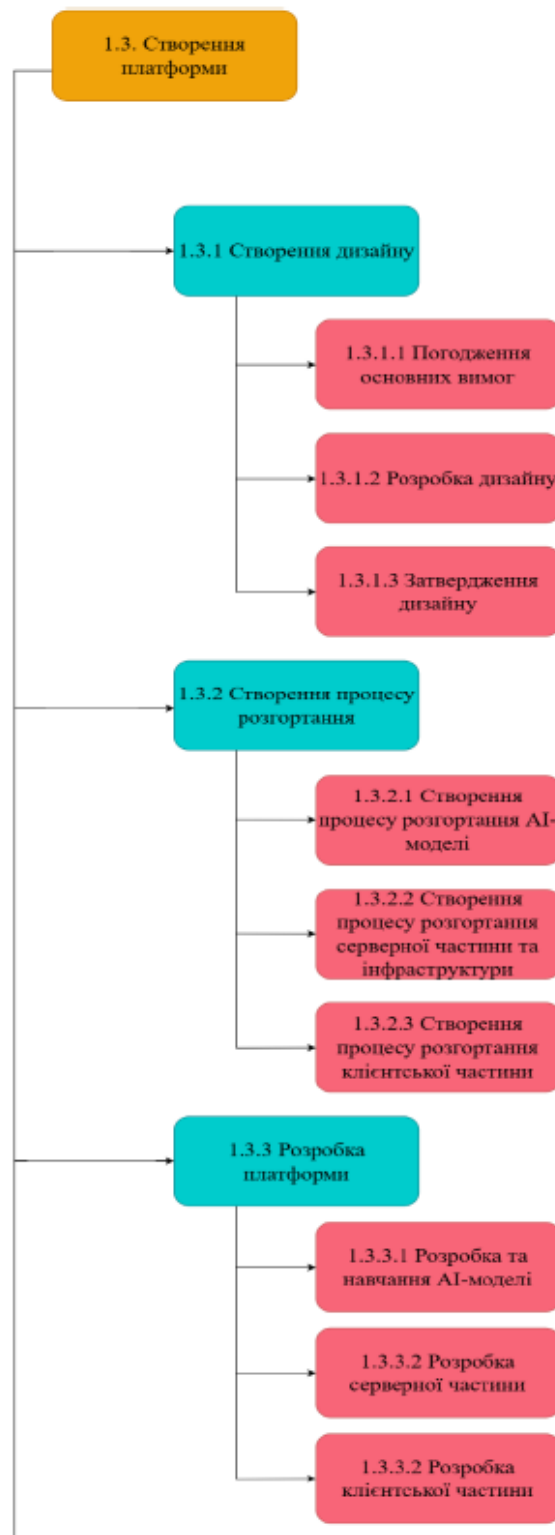 1.3. Створення
платформи
1.3.1 Створення дизайну
1.3.1.1 Погодження
основних вимог
1.3.1.2 Розробка дизайну
1.3.1.3 Затвердження
дизайну
1.3.2 Створення процесу
розгортання
1.3.2.1 Створення
процесу розгортання AI-
моделі
1.3.2.2 Створення
процесу розгортання
серверної частини та
інфраструктури
1.3.2.3 Створення
процесу розгортання
клієнтської частини
1.3.3 Розробка
платформи
1.3.3.1 Розробка та
навчання AI-моделі
1.3.3.2 Розробка
серверної частини
1.3.3.2 Розробка
клієнтської частини